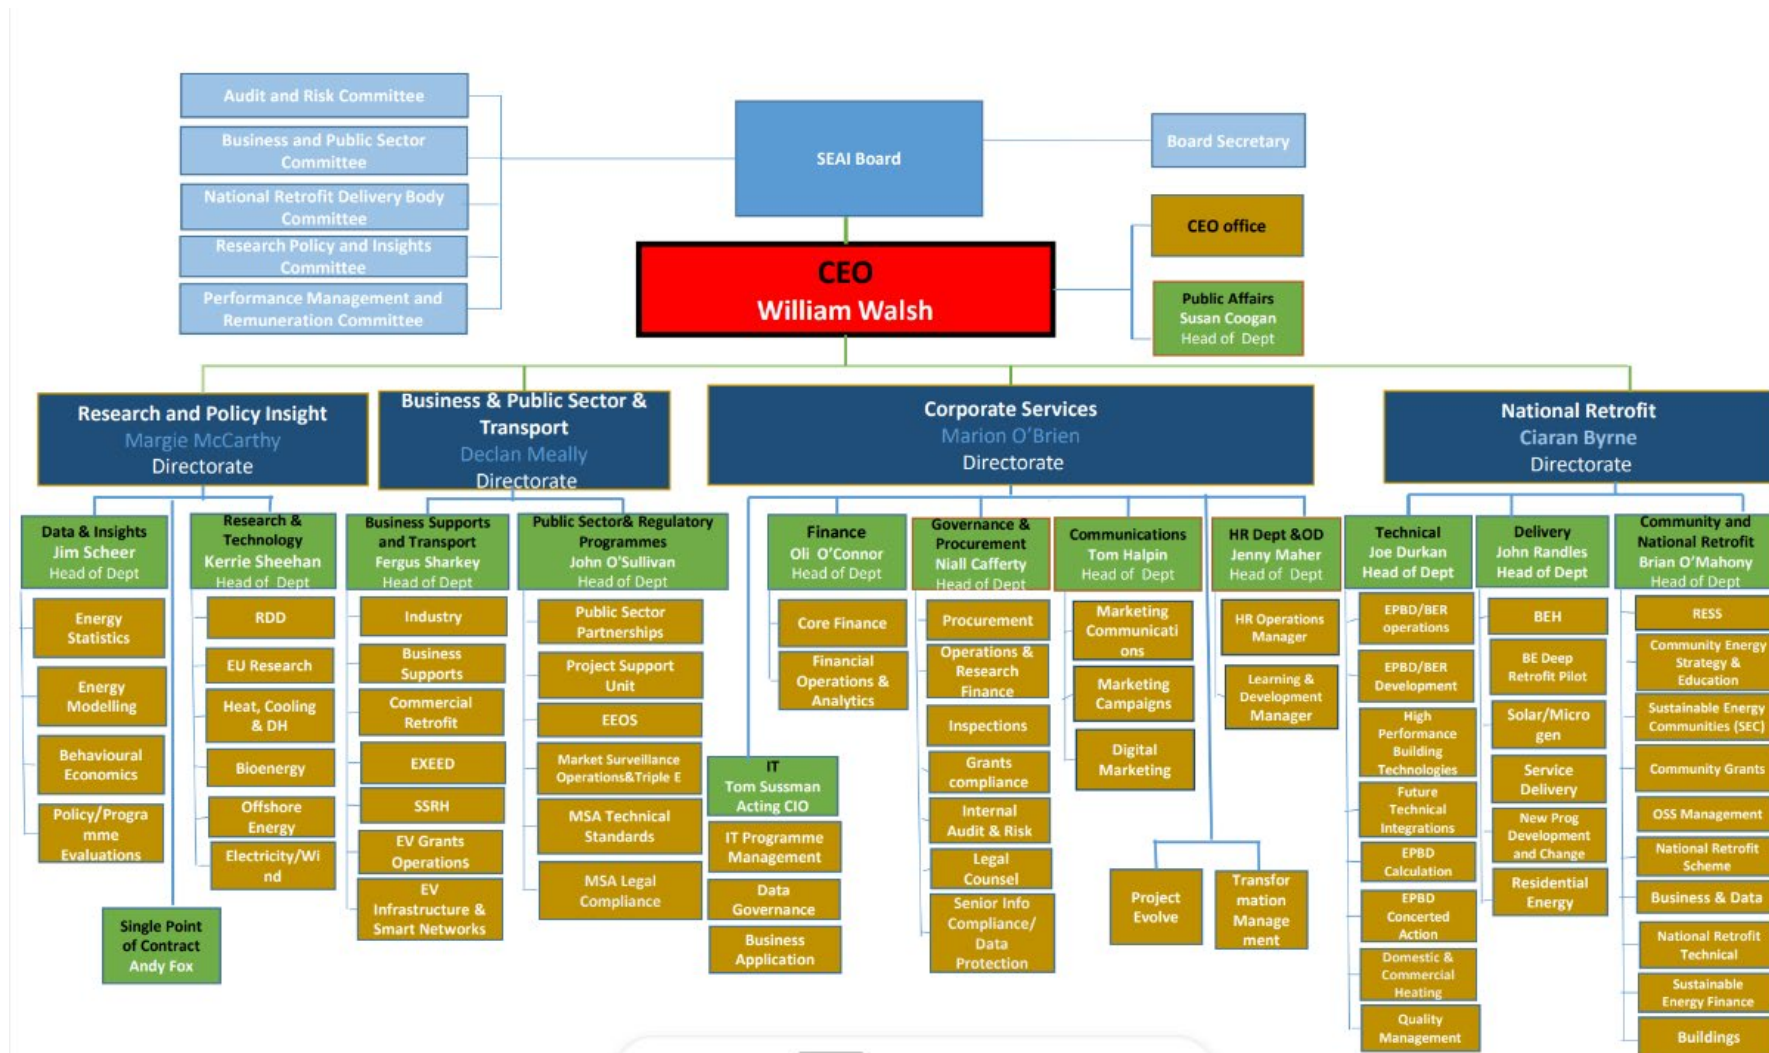 Audit and Risk Committee
Business and Public Sector
Committee
National Retrofit Delivery Body
Committee
Research Policy and Insights
Committee
Performance Management and
Remuneration Committee
SEAI Board
Board Secretary
CEO office
CEO
William Walsh
Public Affairs
Susan Coogan
Head of Dept
Research and Policy Insight
Margie McCarthy
Directorate
Business & Public Sector &
Transport
Declan Meally
Directorate
Corporate Services
Marion O'Brien
Directorate
National Retrofit
Ciaran Byrne
Directorate
Data & Insights
Jim Scheer
Head of Dept
Energy
Statistics
Energy
Modelling
Behavioural
Economics
Policy/Progra
mme
Evaluations
Single Point
of Contract
Andy Fox
Research &
Technology
Kerrie Sheehan
Head of Dept
RDD
EU Research
Heat, Cooling
& DH
Bioenergy
Offshore
Energy
Electricity/Wi
nd
Business Supports
and Transport
Fergus Sharkey
Head of Dept
Industry
Business
Supports
Commercial
Retrofit
EXEED
SSRH
EV Grants
Operations
EV
Infrastructure &
Smart Networks
Public Sector& Regulatory
Programmes
John O'Sullivan
Head of Dept
Public Sector
Partnerships
Project Support
Unit
EEOS
Market Surveillance
Operations&Triple E
MSA Technical
Standards
MSA Legal
Compliance
Finance
Oli O'Connor
Head of Dept
Core Finance
Financial
Operations &
Analytics
IT
Tom Sussman
Acting CIO
IT Programme
Management
Data
Governance
Business
Application
Governance &
Procurement
Niall Cafferty
Head of Dept
Procurement
Operations &
Research
Finance
Inspections
Grants
compliance
Internal
Audit & Risk
Legal
Counsel
Senior Info
Compliance/
Data
Protection
Communications
Tom Halpin
Head of Dept
Marketing
Communicati
ons
Marketing
Campaigns
Digital
Marketing
Project
Evolve
Transfor
mation
Manage
ment
HR Dept &OD
Jenny Maher
Head of Dept
HR Operations
Manager
Learning &
Development
Manager
Technical
Joe Durkan
Head of Dept
EPBD/BER
operations
EPBD/BER
Development
High
Performance
Building
Technologies
Future
Technical
Integrations
EPBD
Calculation
EPBD
Concerted
Action
Domestic &
Commercial
Heating
Quality
Management
Delivery
John Randles
Head of Dept
BEH
BE Deep
Retrofit Pilot
Solar/Micro
gen
Service
Delivery
New Prog
Development
and Change
Residential
Energy
Community and
National Retrofit
Brian O'Mahony
Head of Dept
RESS
Community Energy
Strategy &
Education
Sustainable Energy
Communities (SEC)
Community Grants
OSS Management
National Retrofit
Scheme
Business & Data
National Retrofit
Technical
Sustainable
Energy Finance
Buildings